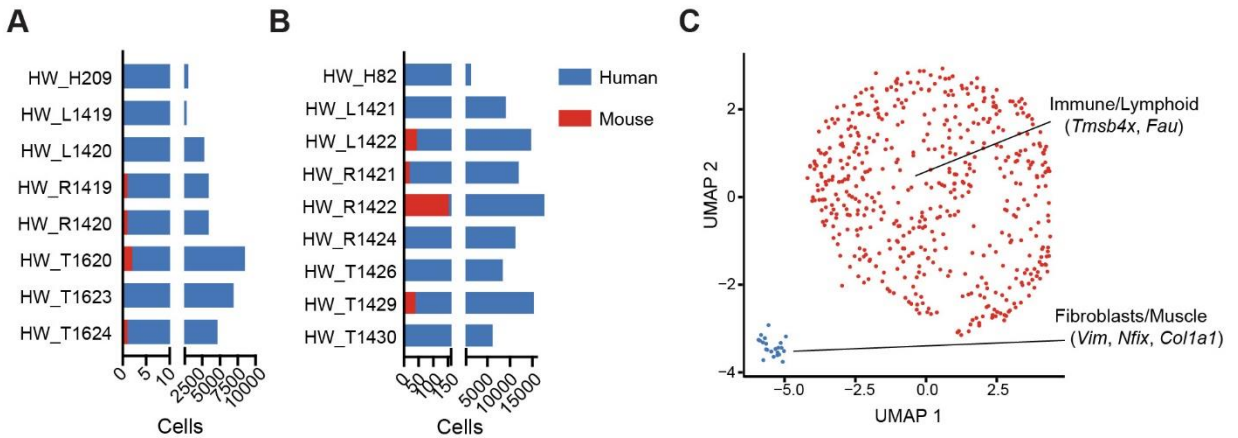 A
HW_H209
HW_L1419
HW_L1420
HW_R1419
HW_R1420
HW_T1620
HW_T1623
HW_T1624
0 5 10 2500 5000 7500 10000
Cells
B
HW_H82
HW_L1421
HW_L1422
HW_R1421
HW_R1422
HW_R1424
HW_T1426
HW_T1429
HW_T1430
0 50 100 150 5000 10000 15000
Cells
Human
Mouse
C
UMAP 2
2
0
−2
−4
−5.0 −2.5 0.0 2.5
UMAP 1
Immune/Lymphoid
(Tmsb4x, Fau)
Fibroblasts/Muscle
(Vim, Nfix, Col1a1)